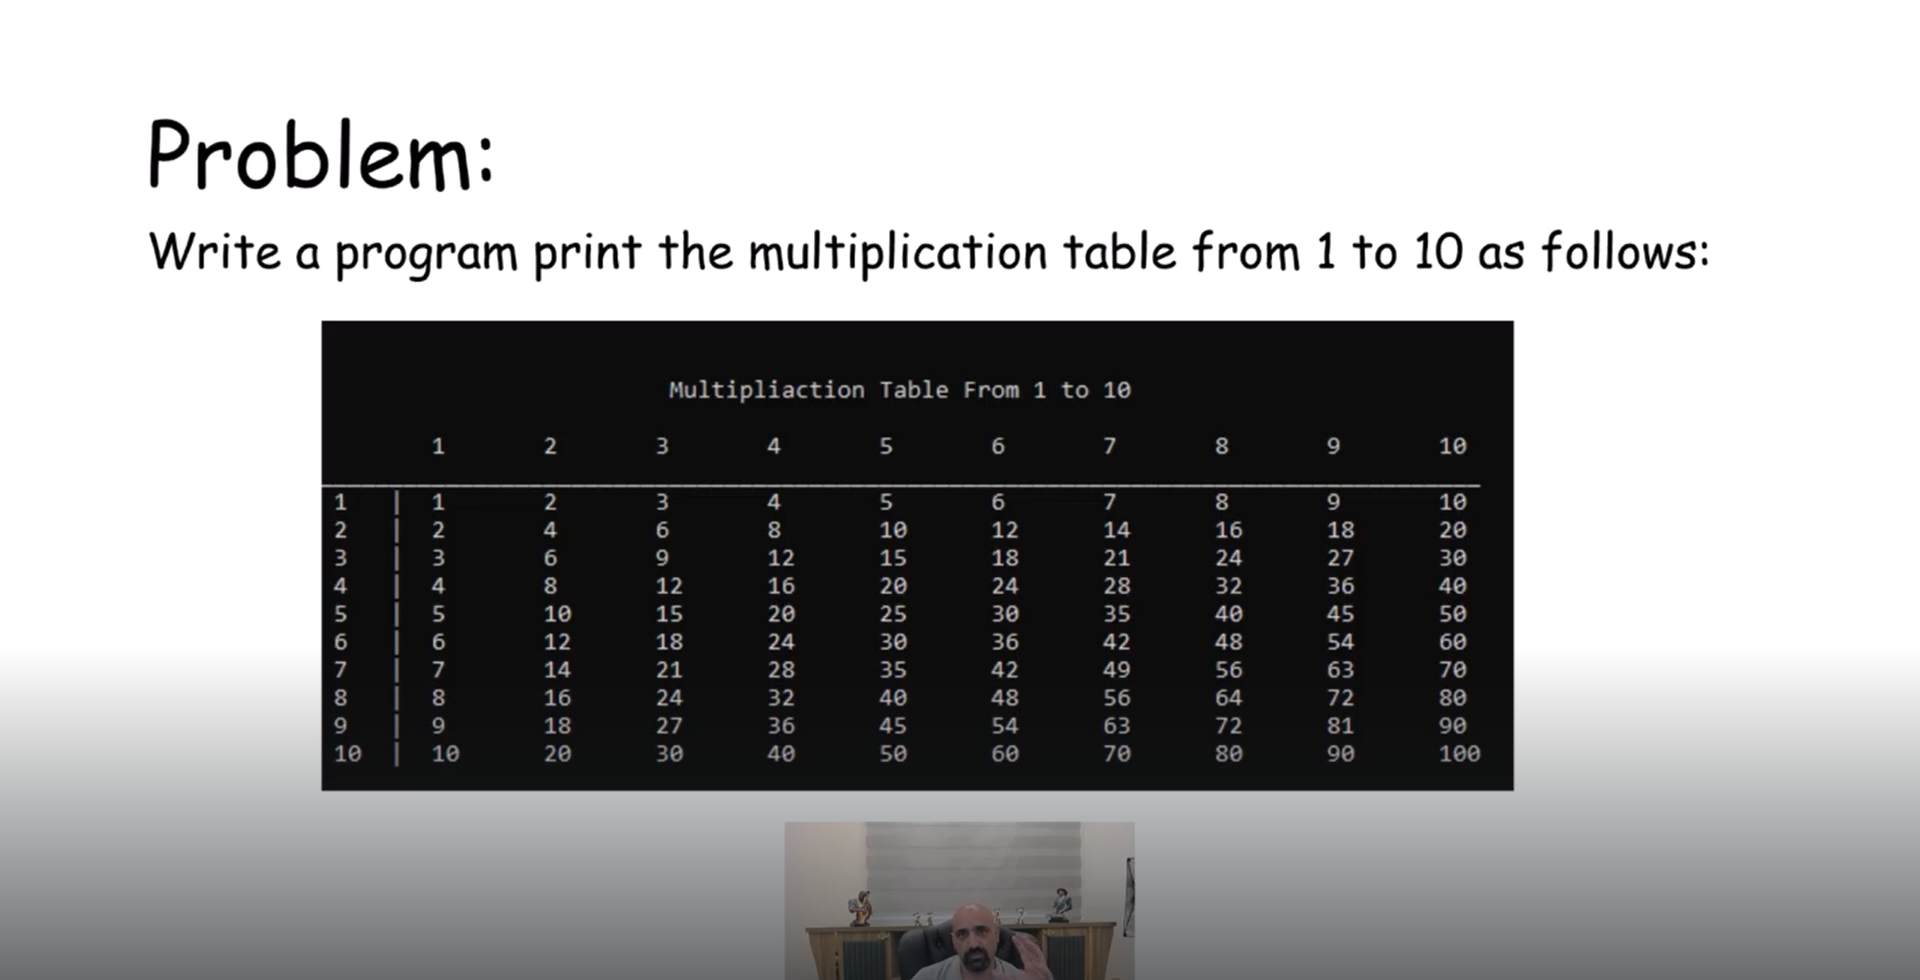 Problem:
Write a program print the multiplication table from 1 to 10 as follows:
Multipliaction Table From 1 to 10
1 2 3 4 5 6 7 8 9 10
1 | 1 2 3 4 5 6 7 8 9 10
2 | 2 4 6 8 10 12 14 16 18 20
3 | 3 6 9 12 15 18 21 24 27 30
4 | 4 8 12 16 20 24 28 32 36 40
5 | 5 10 15 20 25 30 35 40 45 50
6 | 6 12 18 24 30 36 42 48 54 60
7 | 7 14 21 28 35 42 49 56 63 70
8 | 8 16 24 32 40 48 56 64 72 80
9 | 9 18 27 36 45 54 63 72 81 90
10 | 10 20 30 40 50 60 70 80 90 100